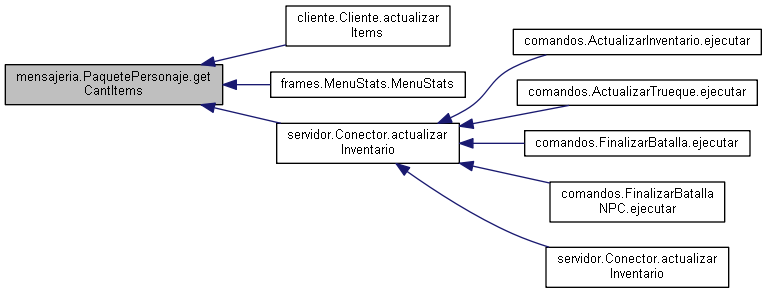 cliente.Cliente.actualizar
Items
mensajeria.PaquetePersonaje.get
CantItems
frames.MenuStats.MenuStats
servidor.Conector.actualizar
Inventario
comandos.ActualizarInventario.ejecutar
comandos.ActualizarTrueque.ejecutar
comandos.FinalizarBatalla.ejecutar
comandos.FinalizarBatalla
NPC.ejecutar
servidor.Conector.actualizar
Inventario